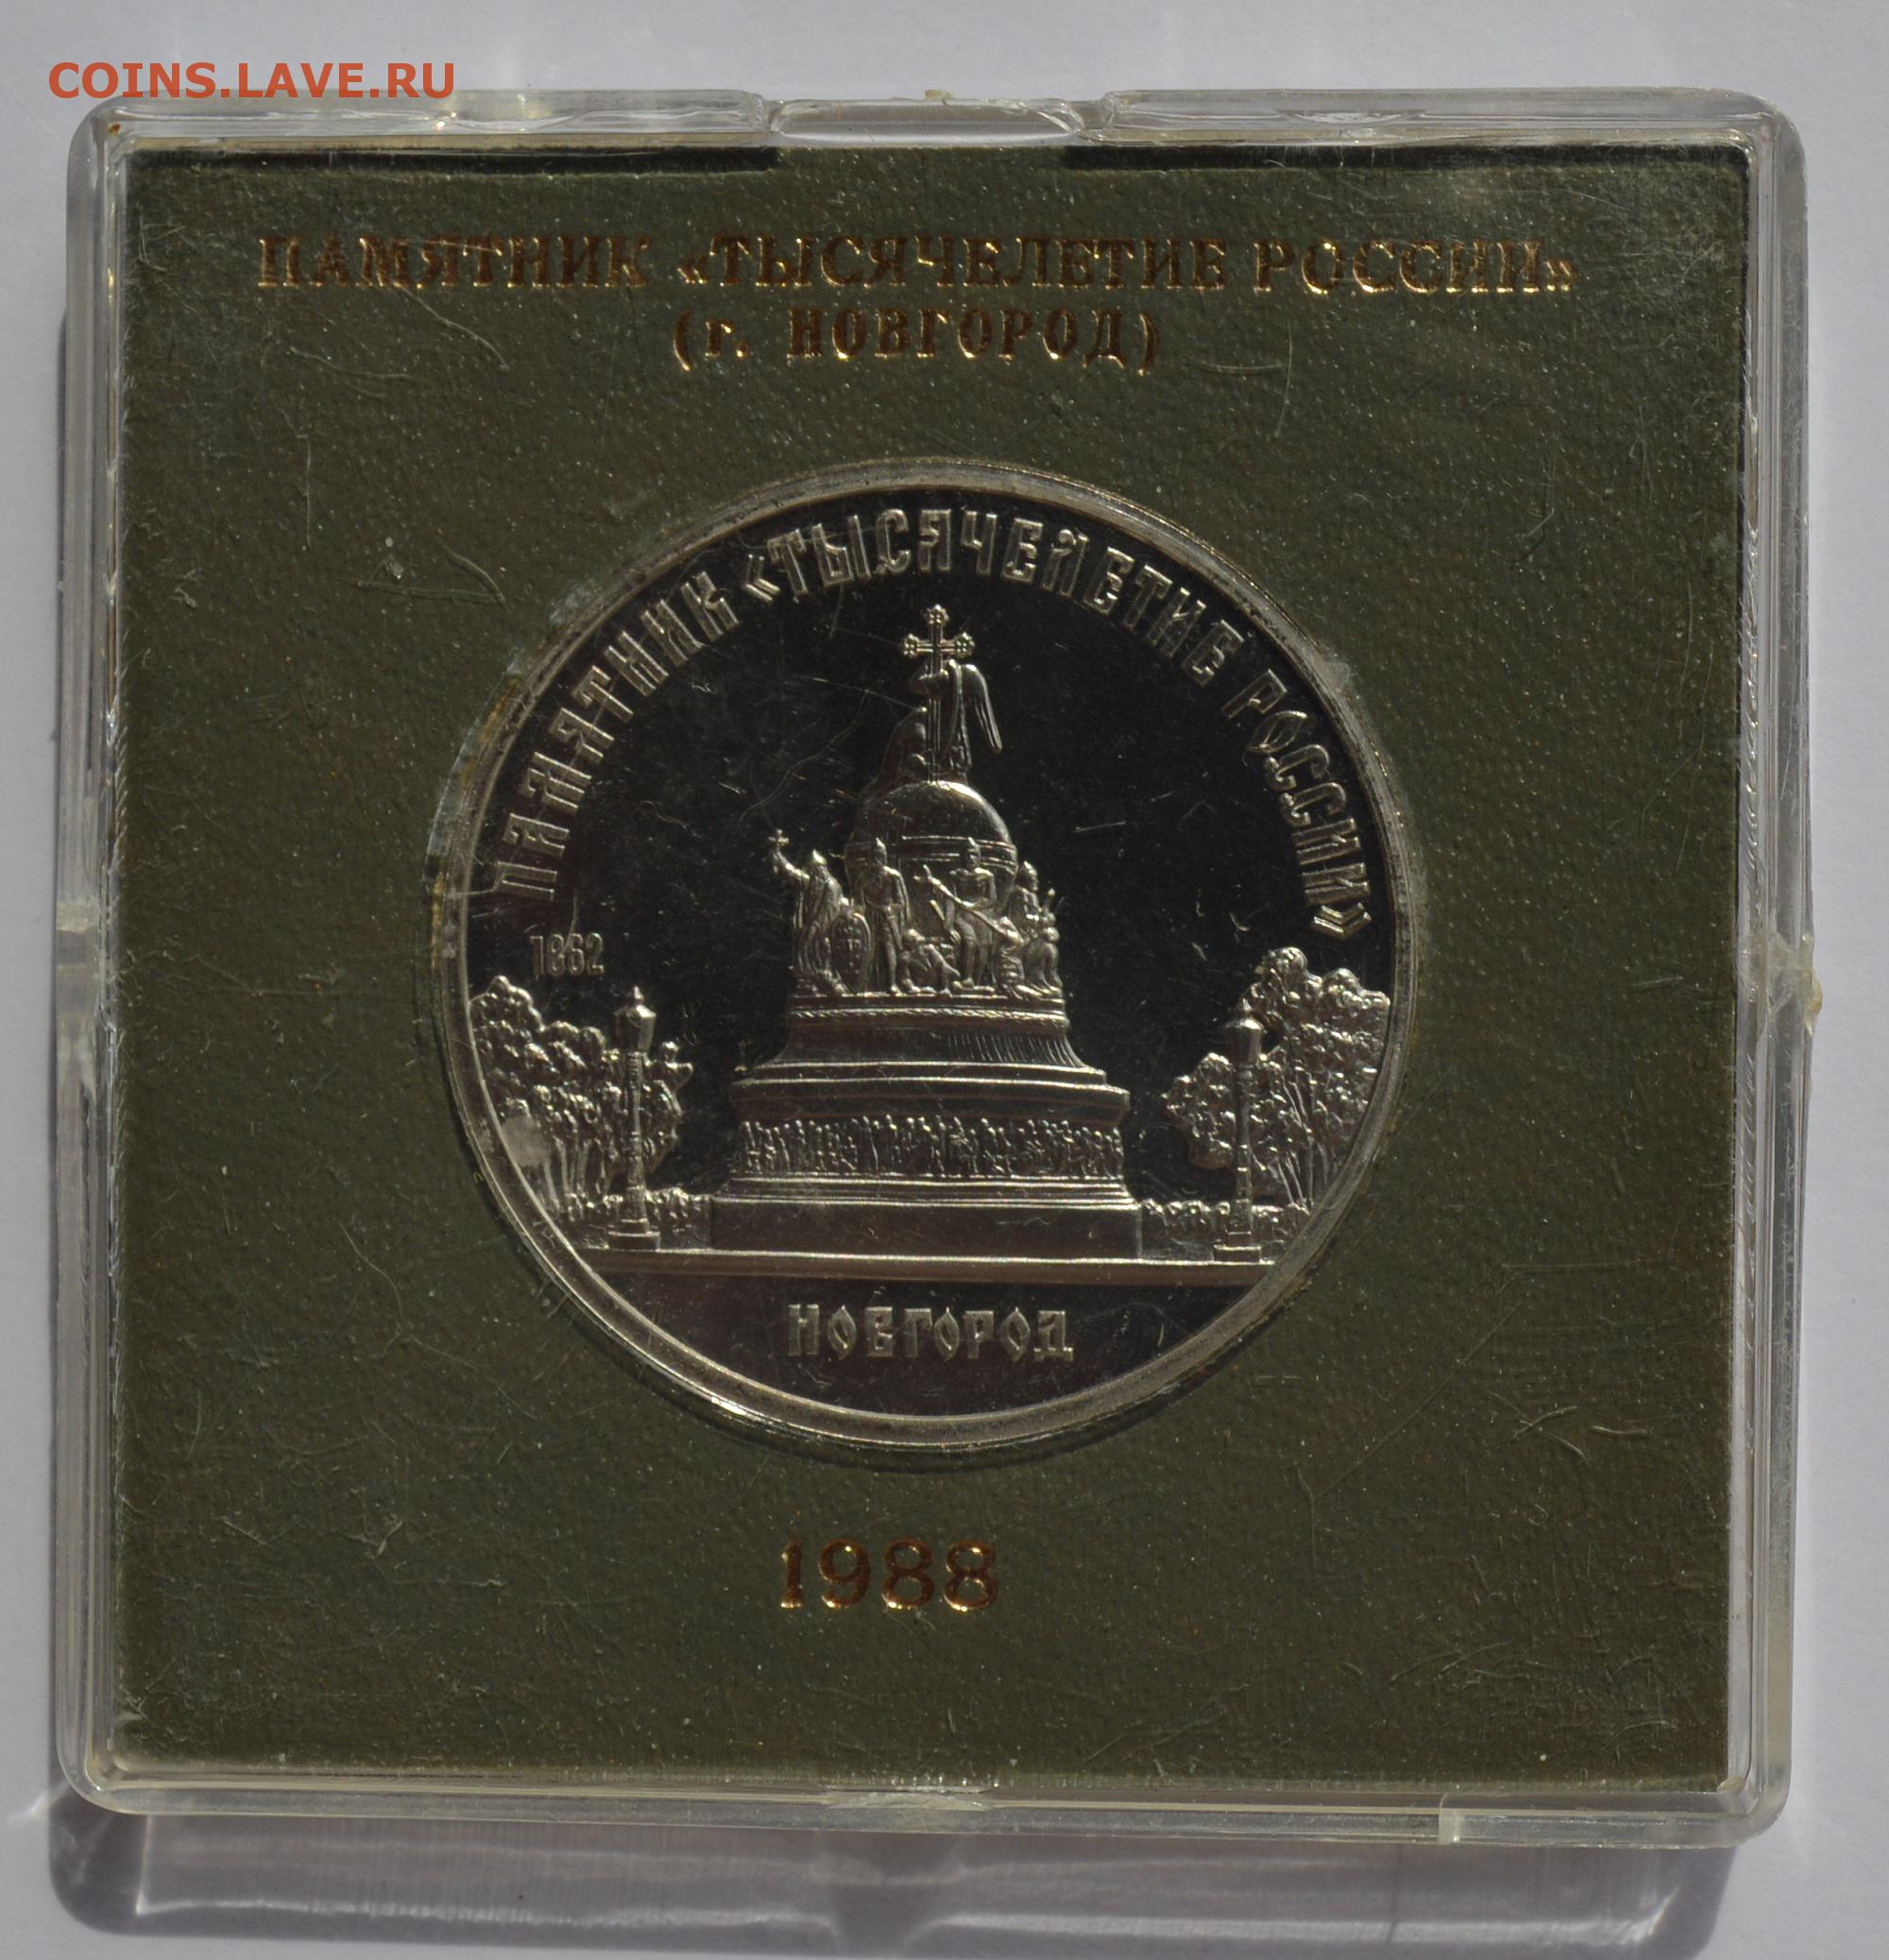 COINS.LAVE.RU
ПАМЯТНИК «ТЫСЯЧЕЛЕТИЕ РОССИИ»
(г. НОВГОРОД)
ПАМЯТНИК «ТЫСЯЧЕЛЕТИЕ РОССИИ»
1862
НОВГОРОД
1988